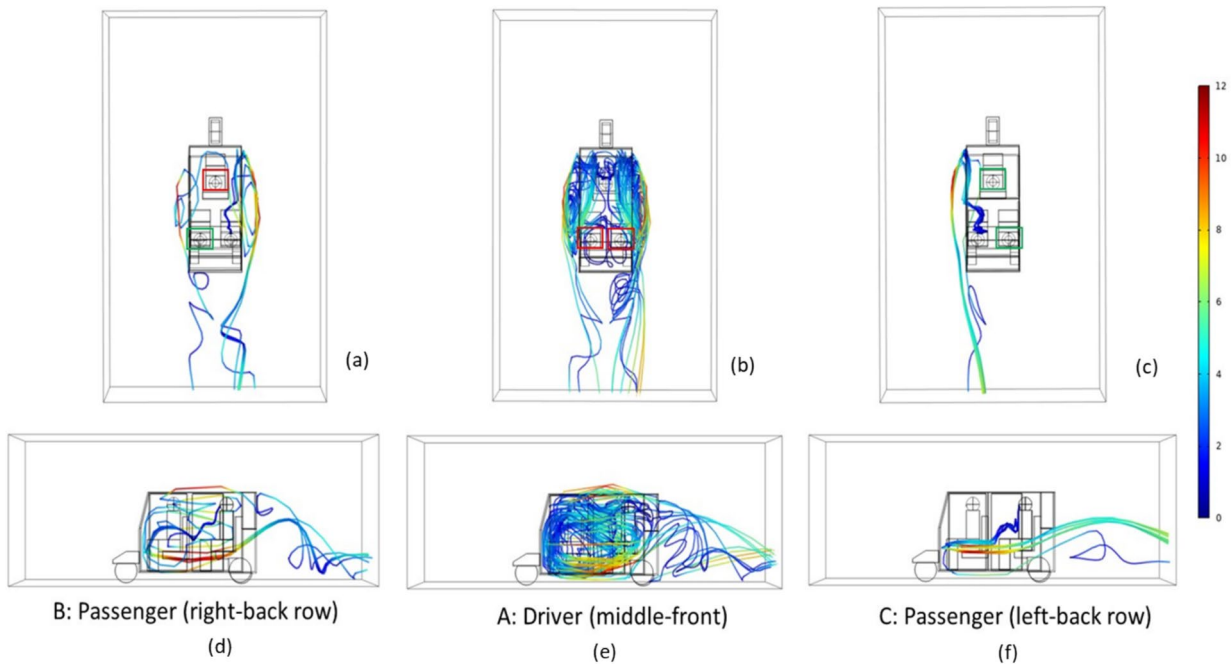 12
10
8
6
4
2
0
(a)
(b)
(c)
B: Passenger (right-back row)
A: Driver (middle-front)
C: Passenger (left-back row)
(d)
(e)
(f)